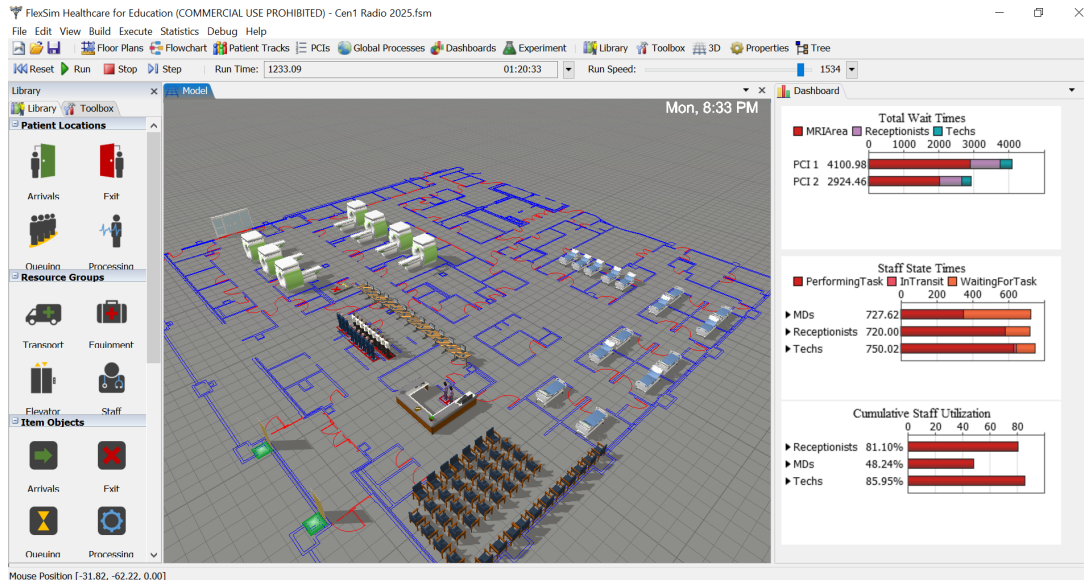 FlexSim Healthcare for Education (COMMERCIAL USE PROHIBITED) - Cen1 Radio 2025.fsm
File Edit View Build Execute Statistics Debug Help
Floor Plans Flowchart Patient Tracks PCIs Global Processes Dashboards Experiment Library Toolbox 3D Properties Tree
Reset Run Stop Step Run Time: 1233.09 01:20:33 Run Speed: 1534
Library
Library Toolbox
Patient Locations
Arrivals Exit
Queuing Processing
Resource Groups
Transport Equipment
Elevator Staff
Item Objects
Arrivals Exit
Queuing Processing
Model
Mon, 8:33 PM
Dashboard
Total Wait Times
MRIArea Receptionists Techs
0 1000 2000 3000 4000
PCI 1 4100.98
PCI 2 2924.46
Staff State Times
PerformingTask InTransit WaitingForTask
0 200 400 600
MDs 727.62
Receptionists 720.00
Techs 750.02
Cumulative Staff Utilization
0 20 40 60 80
Receptionists 81.10%
MDs 48.24%
Techs 85.95%
Mouse Position [-31.82, -62.22, 0.00]